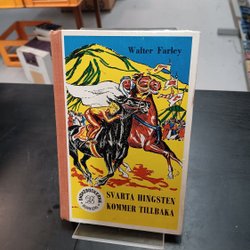 Walter Farley
SVARTA HINGSTEN
KOMMER TILLBAKA